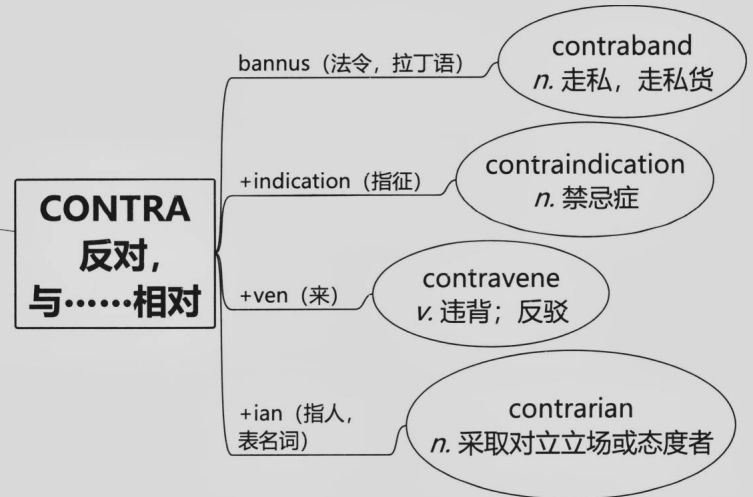 CONTRA
反对，
与……相对
bannus（法令，拉丁语）
contraband
n. 走私，走私货
+indication（指征）
contraindication
n. 禁忌症
+ven（来）
contravene
v. 违背；反驳
+ian（指人，
表名词）
contrarian
n. 采取对立立场或态度者